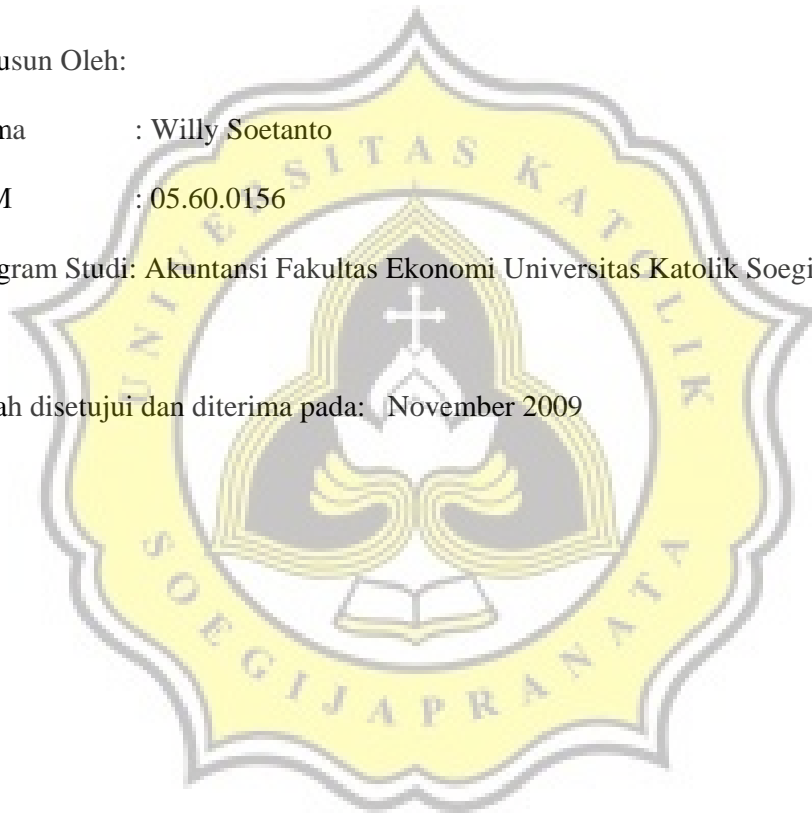 usun Oleh:
ma : Willy Soetanto
M : 05.60.0156
gram Studi: Akuntansi Fakultas Ekonomi Universitas Katolik Soegi
ah disetujui dan diterima pada: November 2009
UNIVERSITAS KATOLIK
SOEGIJAPRANATA